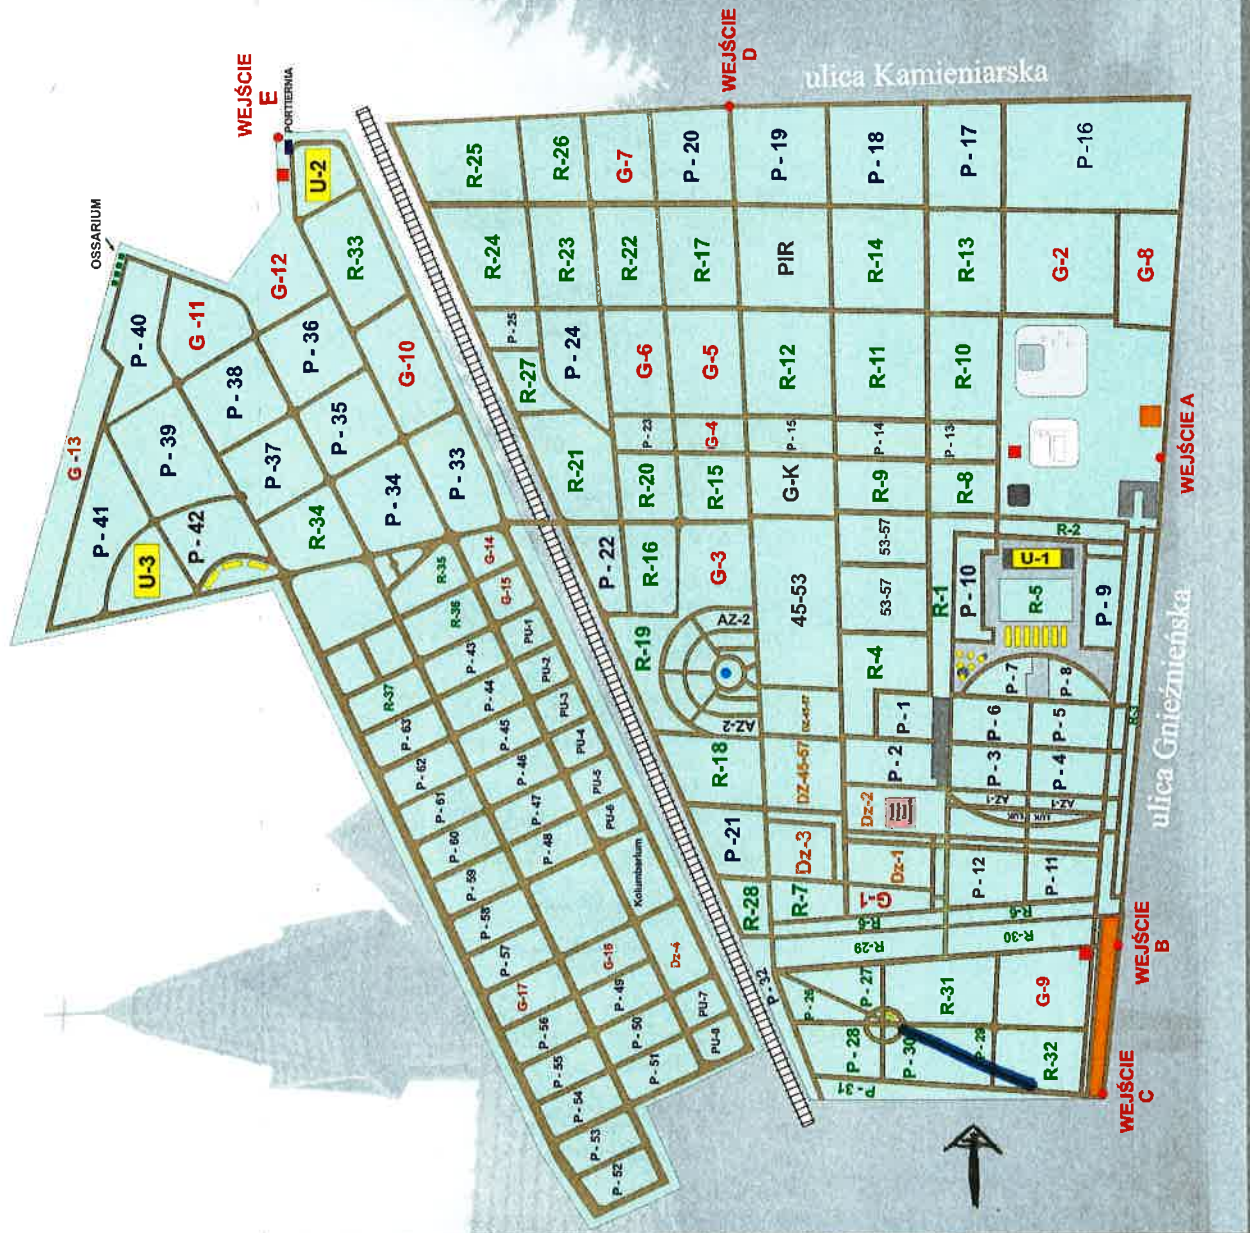 WEJŚCIE
E
PORTIERNIA
U-2
WEJŚCIE
D
ulica Kamieniarska
OSSARIUM
G-12
R-33
P - 40
G -11
P - 36
G-10
P - 38
P - 35
G -13
P - 39
P -37
P - 34
P - 33
P - 41
P - 42
R-34
U-3
R-25
R-26
G-7
P - 20
P - 19
P - 18
P - 17
P -16
R-24
R-23
R-22
R-17
PIR
R-14
R-13
G-2
G-8
P - 25
R-27
P - 24
G-6
G-5
R-12
R-11
R-10
P - 23
G-4
P - 15
P - 14
P - 13
R-21
R-20
R-15
G-K
R-9
R-8
WEJŚCIE A
P - 22
R-16
G-3
45-53
53-57
53-57
R-1
P - 10
U-1
R-5
P - 9
R-2
R-35
G-14
R-36
G-15
R-37
P - 43
PU-1
P - 44
PU-2
P - 45
PU-3
P - 46
PU-4
P - 47
PU-5
P - 48
PU-6
P - 63
P - 62
P - 61
P - 60
P - 59
P - 58
P - 57
Kolumbarium
G-17
G-16
Dz-4
P - 56
P - 49
PU-7
P - 55
P - 50
PU-8
P - 54
P - 51
P - 53
P - 52
R-19
AZ-2
AZ-2
R-4
P - 1
P-7
P - 8
P - 6
P - 5
R-3
R-18
DZ-45-57
P - 2
P - 3
P - 4
AZ-1
AZ-1
ŁUK
ŁUK
Dz-2
P -21
Dz-3
Dz-1
P - 12
P - 11
R-28
R-7
G-1
R-6
R-6
R-29
R-30
P - 32
P - 26
P - 27
R-31
G-9
P - 28
P - 30
P - 29
R-32
P - 31
ulica Gnieźnieńska
WEJŚCIE
B
WEJŚCIE
C